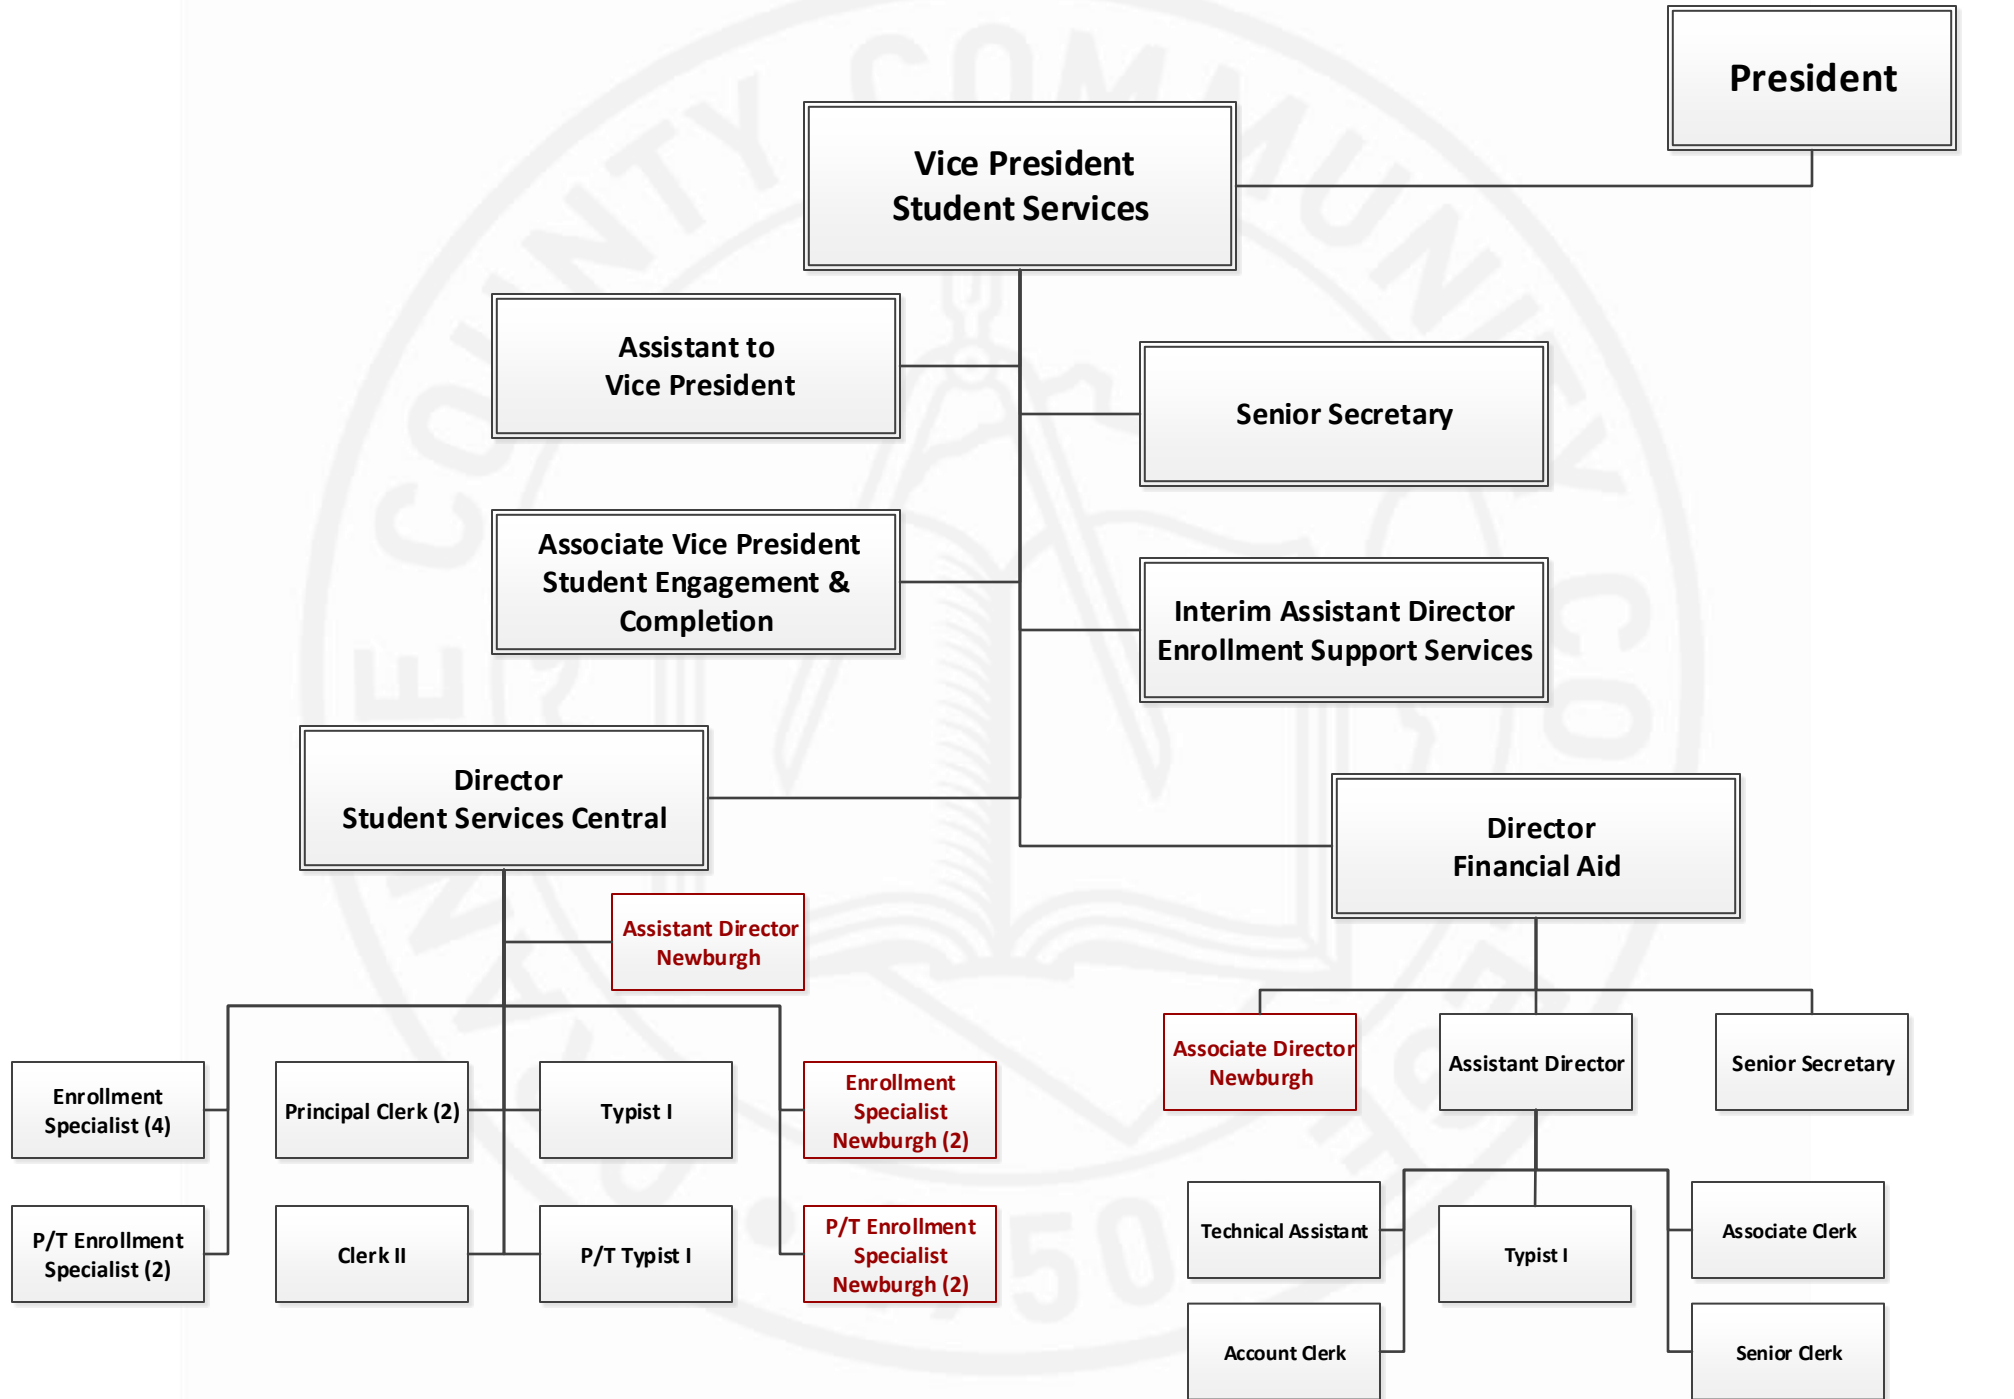 President
Vice President
Student Services
Assistant to
Vice President
Senior Secretary
Associate Vice President
Student Engagement &
Completion
Interim Assistant Director
Enrollment Support Services
Director
Student Services Central
Director
Financial Aid
Assistant Director
Newburgh
Enrollment
Specialist (4)
Principal Clerk (2)
Typist I
Enrollment
Specialist
Newburgh (2)
P/T Enrollment
Specialist (2)
Clerk II
P/T Typist I
P/T Enrollment
Specialist
Newburgh (2)
Associate Director
Newburgh
Assistant Director
Senior Secretary
Technical Assistant
Typist I
Associate Clerk
Account Clerk
Senior Clerk
COUNTY COMMUNITY